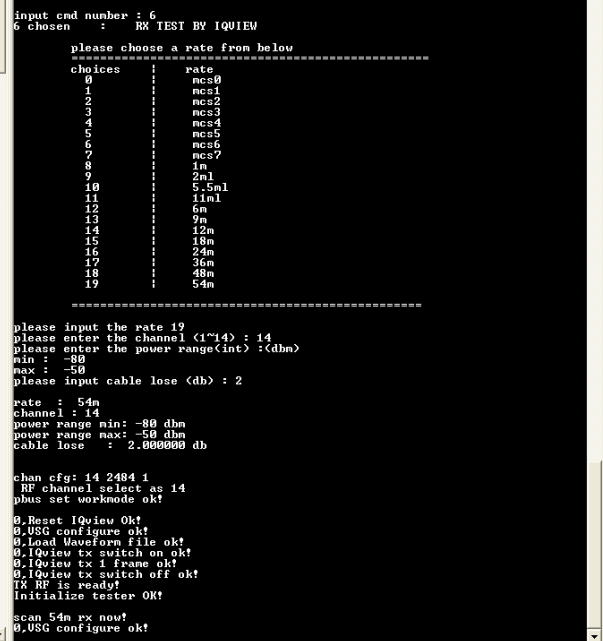 input cmd number : 6
6 chosen    :    RX TEST BY IQVIEW
please choose a rate from below
==================================================
choices    |    rate
0    |    mcs0
1    |    mcs1
2    |    mcs2
3    |    mcs3
4    |    mcs4
5    |    mcs5
6    |    mcs6
7    |    mcs7
8    |    1m
9    |    2ml
10    |    5.5ml
11    |    11ml
12    |    6m
13    |    9m
14    |    12m
15    |    18m
16    |    24m
17    |    36m
18    |    48m
19    |    54m
=================================================
please input the rate 19
please enter the channel (1~14) : 14
please enter the power range(int) :(dbm)
min :  -80
max :  -50
please input cable lose (db) : 2
rate  :  54m
channel : 14
power range min: -80 dbm
power range max: -50 dbm
cable lose   :  2.000000 db
chan cfg: 14 2484 1
RF channel select as 14
pbus set workmode ok!
0,Reset IQview Ok!
0,VSG configure ok!
0,Load Waveform file ok!
0,IQview tx switch on ok!
0,IQview tx 1 frame ok!
0,IQview tx switch off ok!
TX RF is ready!
Initialize tester OK!
scan 54m rx now!
0,VSG configure ok!